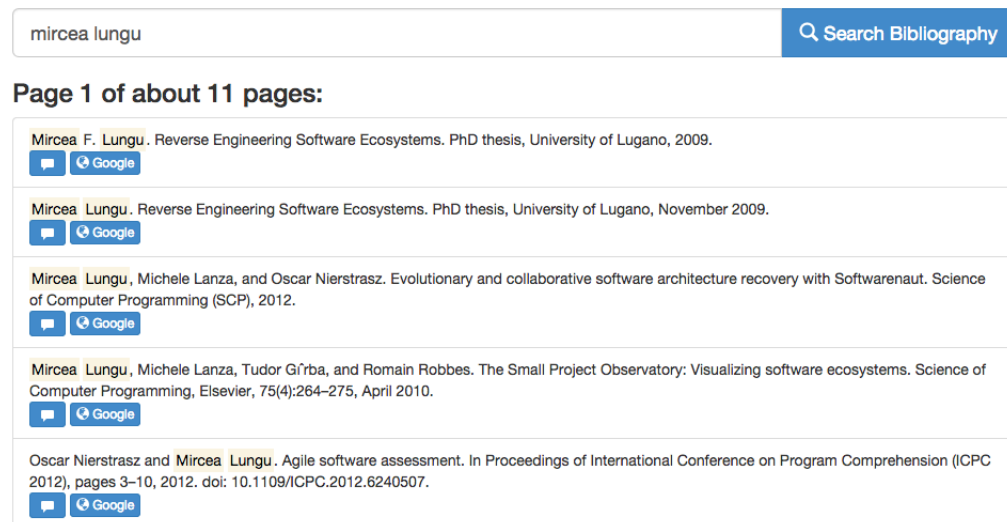 mircea lungu
Search Bibliography
Page 1 of about 11 pages:
Mircea F. Lungu. Reverse Engineering Software Ecosystems. PhD thesis, University of Lugano, 2009.
Google
Mircea Lungu. Reverse Engineering Software Ecosystems. PhD thesis, University of Lugano, November 2009.
Google
Mircea Lungu, Michele Lanza, and Oscar Nierstrasz. Evolutionary and collaborative software architecture recovery with Softwarenaut. Science
of Computer Programming (SCP), 2012.
Google
Mircea Lungu, Michele Lanza, Tudor Gîrba, and Romain Robbes. The Small Project Observatory: Visualizing software ecosystems. Science of
Computer Programming, Elsevier, 75(4):264–275, April 2010.
Google
Oscar Nierstrasz and Mircea Lungu. Agile software assessment. In Proceedings of International Conference on Program Comprehension (ICPC
2012), pages 3–10, 2012. doi: 10.1109/ICPC.2012.6240507.
Google